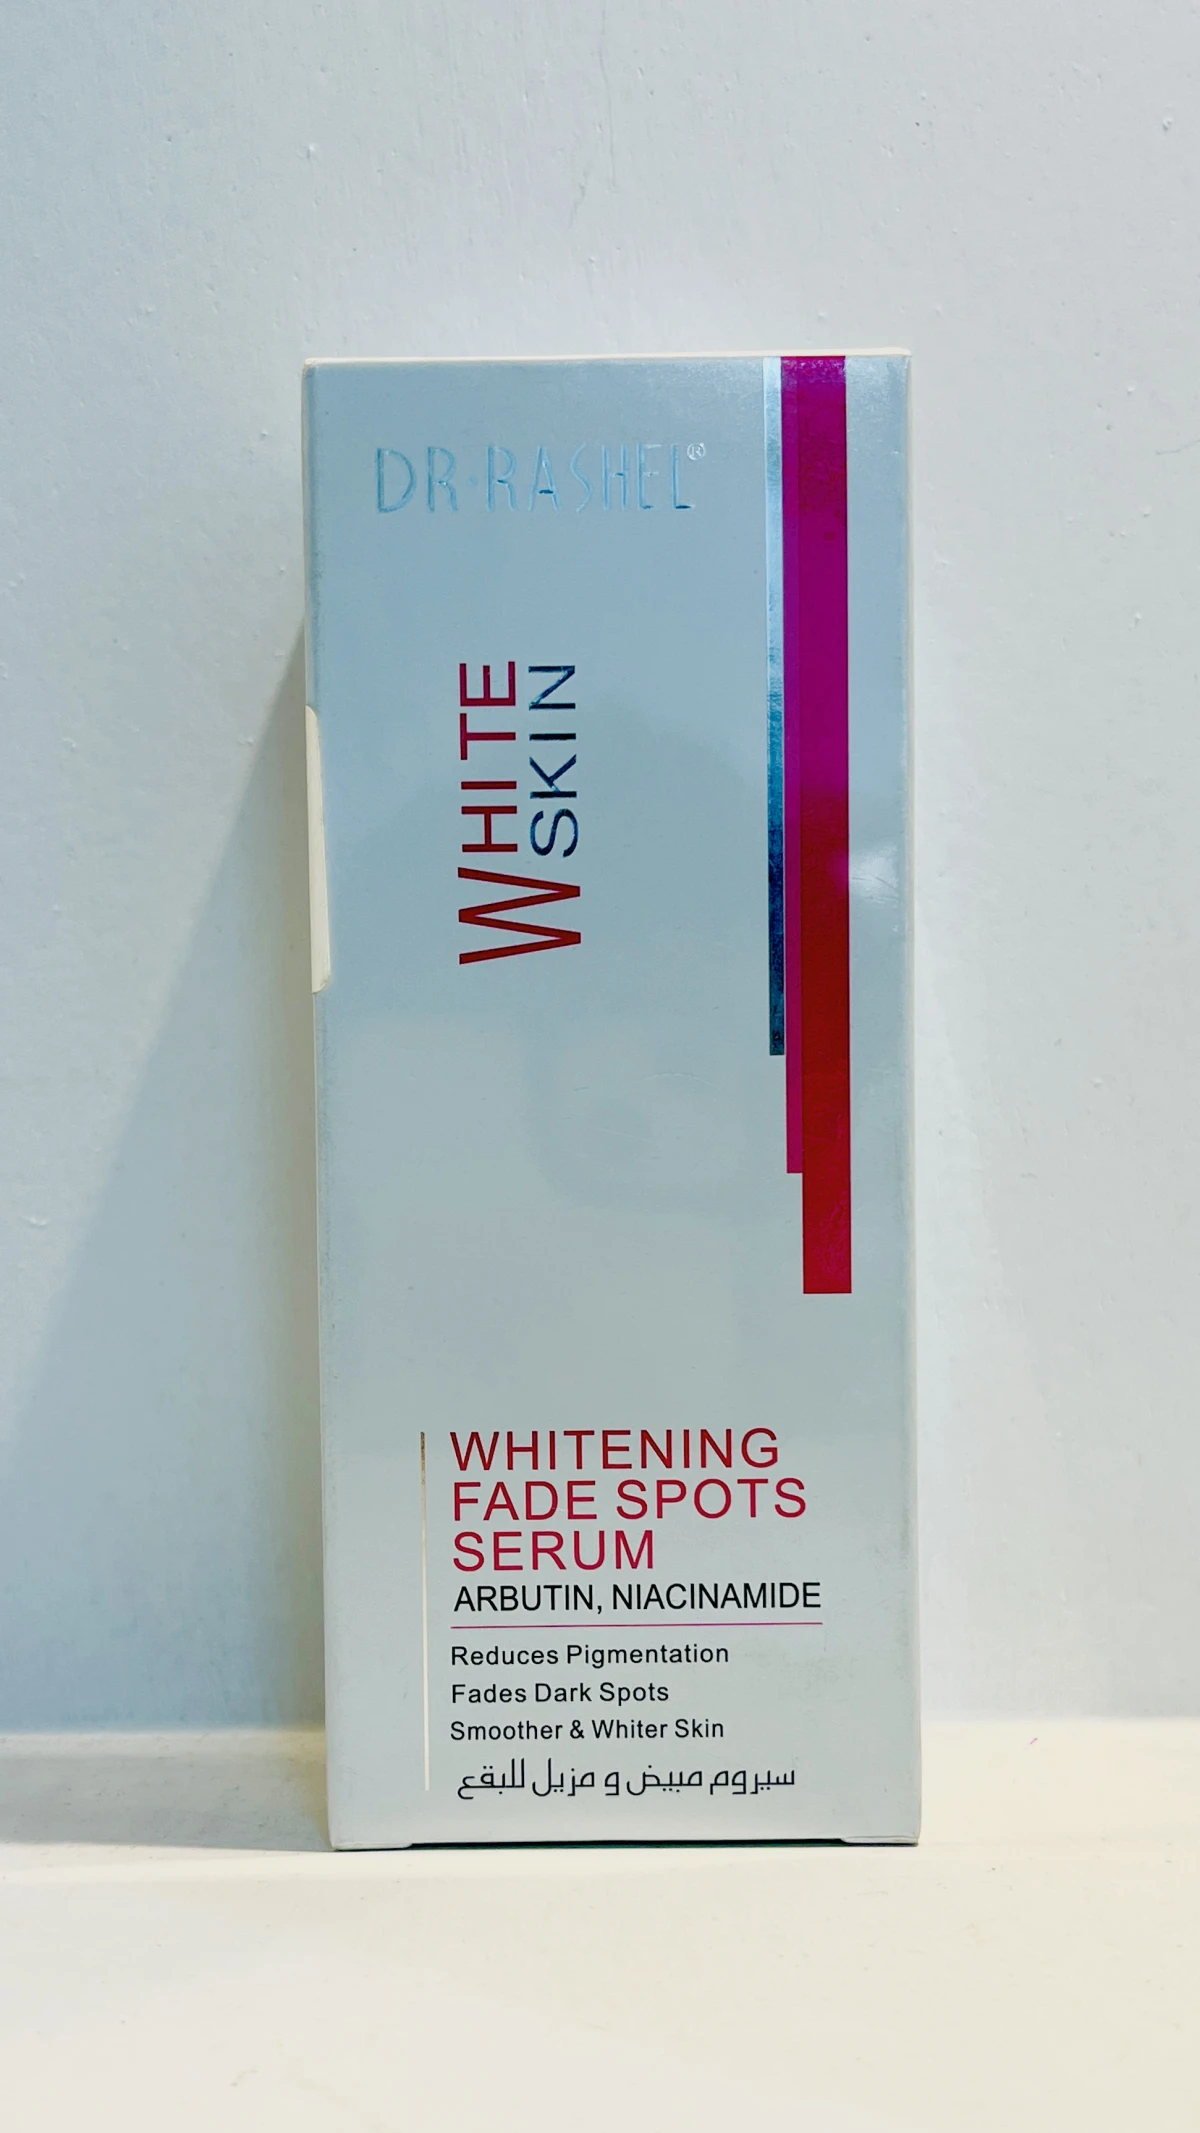 DR·RASHEL®
WHITE
SKIN
WHITENING
FADE SPOTS
SERUM
ARBUTIN, NIACINAMIDE
Reduces Pigmentation
Fades Dark Spots
Smoother & Whiter Skin
سيروم مبيض و مزيل للبقع